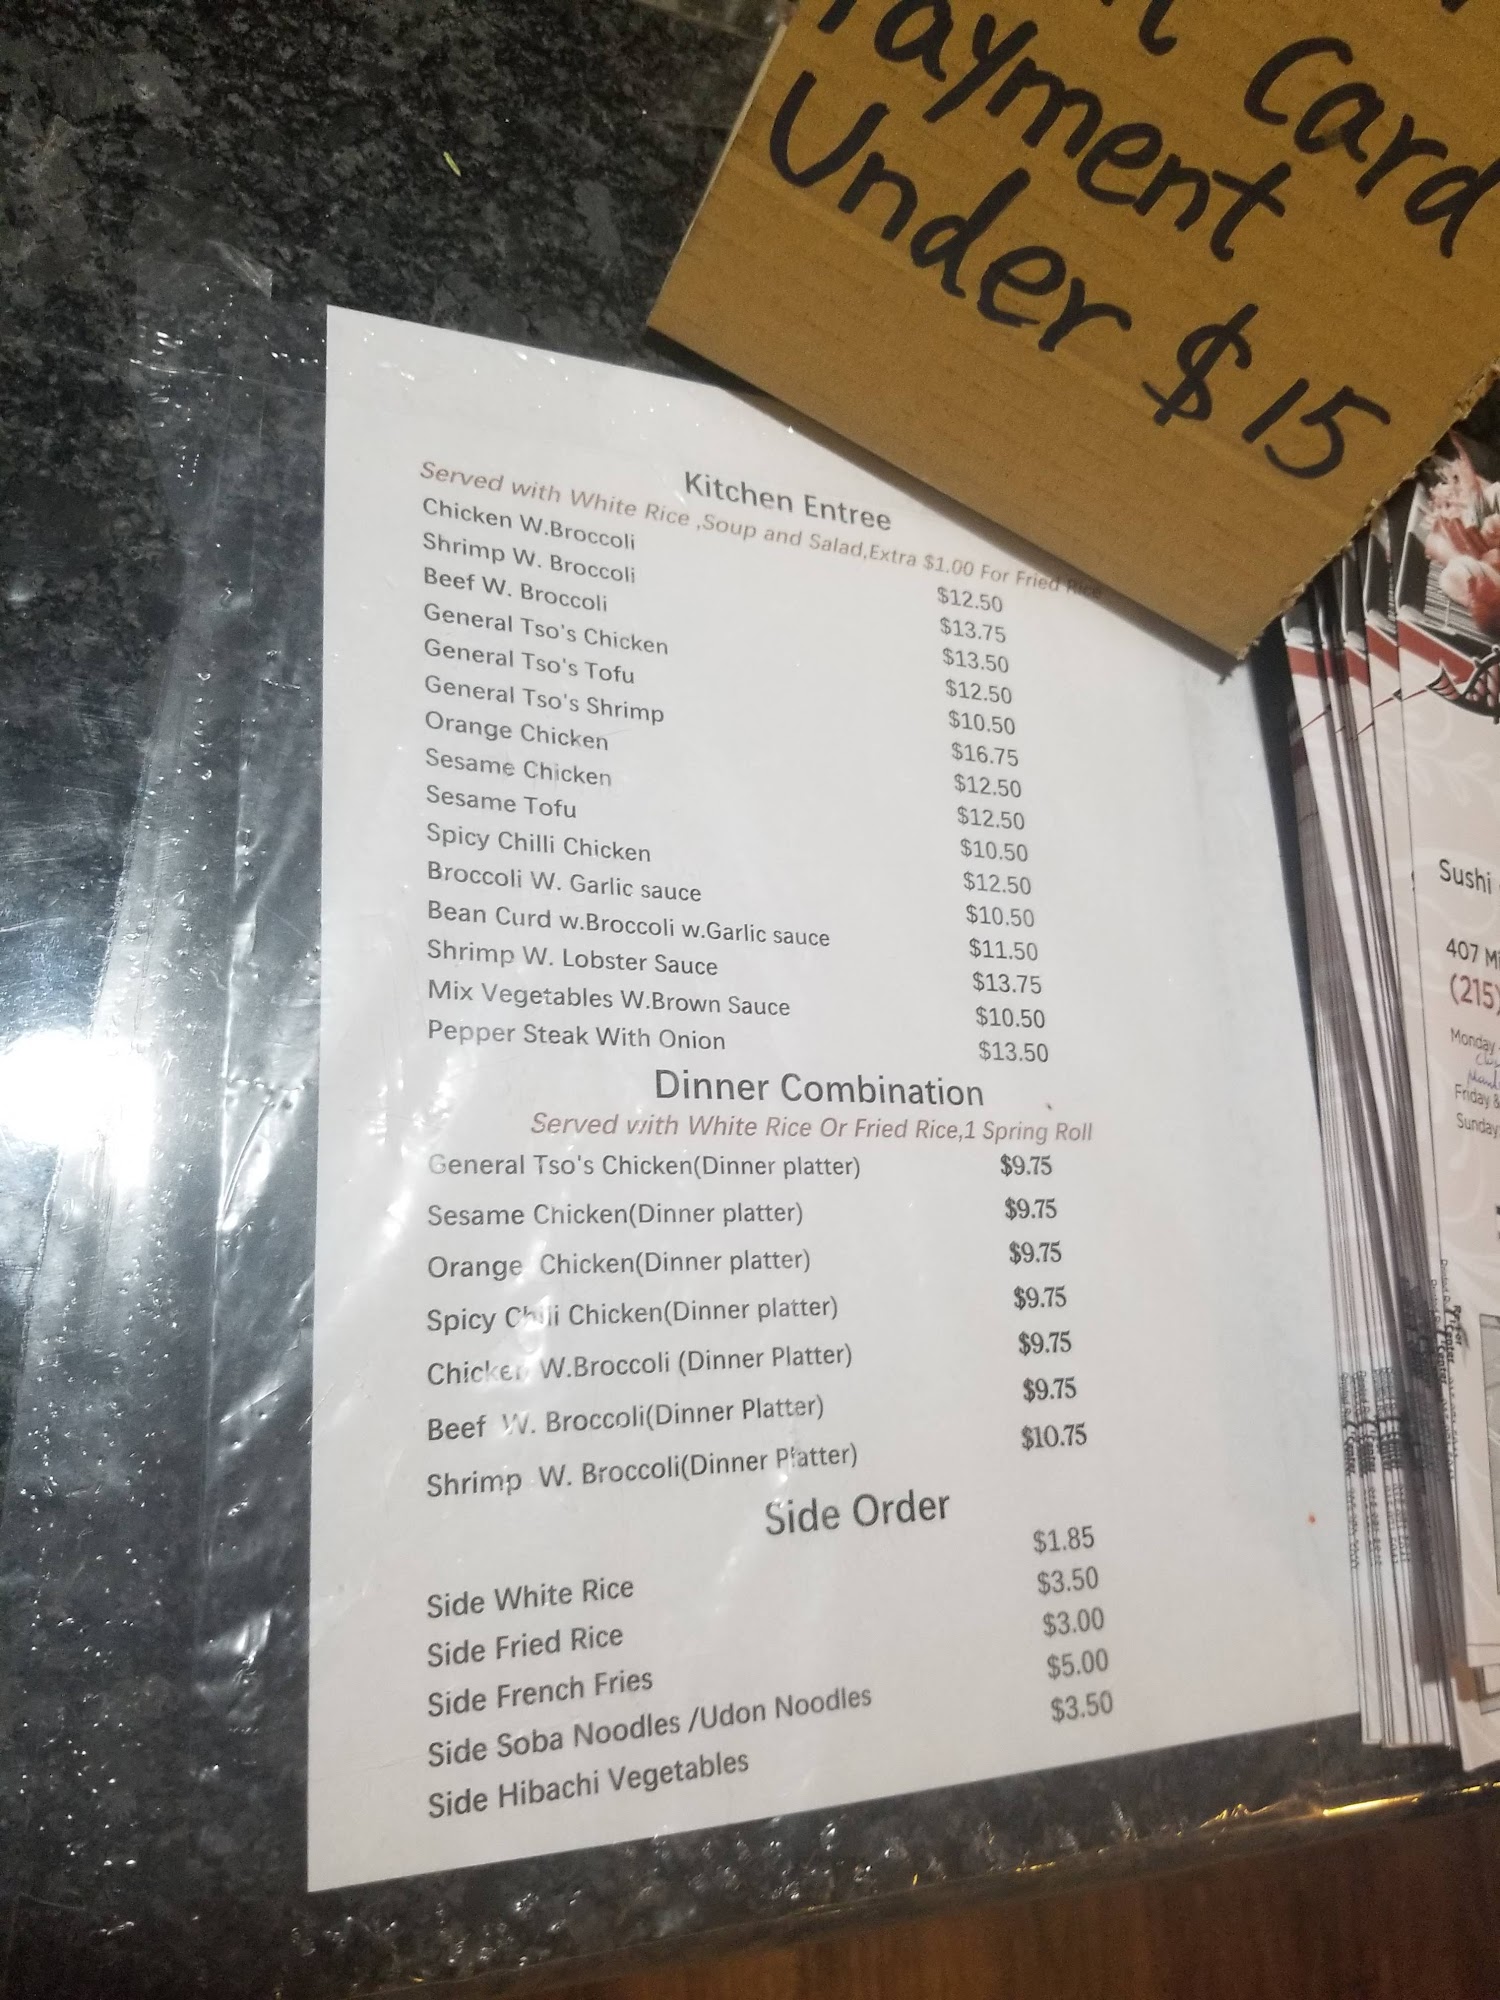 Card
Payment
Under $15
Kitchen Entree
Served with White Rice ,Soup and Salad,Extra $1.00 For Fried Rice
Chicken W.Broccoli $12.50
Shrimp W. Broccoli $13.75
Beef W. Broccoli $13.50
General Tso's Chicken $12.50
General Tso's Tofu $10.50
General Tso's Shrimp $16.75
Orange Chicken $12.50
Sesame Chicken $12.50
Sesame Tofu $10.50
Spicy Chilli Chicken $12.50
Broccoli W. Garlic sauce $10.50
Bean Curd w.Broccoli w.Garlic sauce $11.50
Shrimp W. Lobster Sauce $13.75
Mix Vegetables W.Brown Sauce $10.50
Pepper Steak With Onion $13.50
Dinner Combination
Served with White Rice Or Fried Rice,1 Spring Roll
General Tso's Chicken(Dinner platter) $9.75
Sesame Chicken(Dinner platter) $9.75
Orange Chicken(Dinner platter) $9.75
Spicy Chili Chicken(Dinner platter) $9.75
Chicken W.Broccoli (Dinner Platter) $9.75
Beef W. Broccoli(Dinner Platter) $9.75
Shrimp W. Broccoli(Dinner Platter) $10.75
Side Order
Side White Rice $1.85
Side Fried Rice $3.50
Side French Fries $3.00
Side Soba Noodles /Udon Noodles $5.00
Side Hibachi Vegetables $3.50
Sushi
407
(215)
Monday
Friday &
Sunday